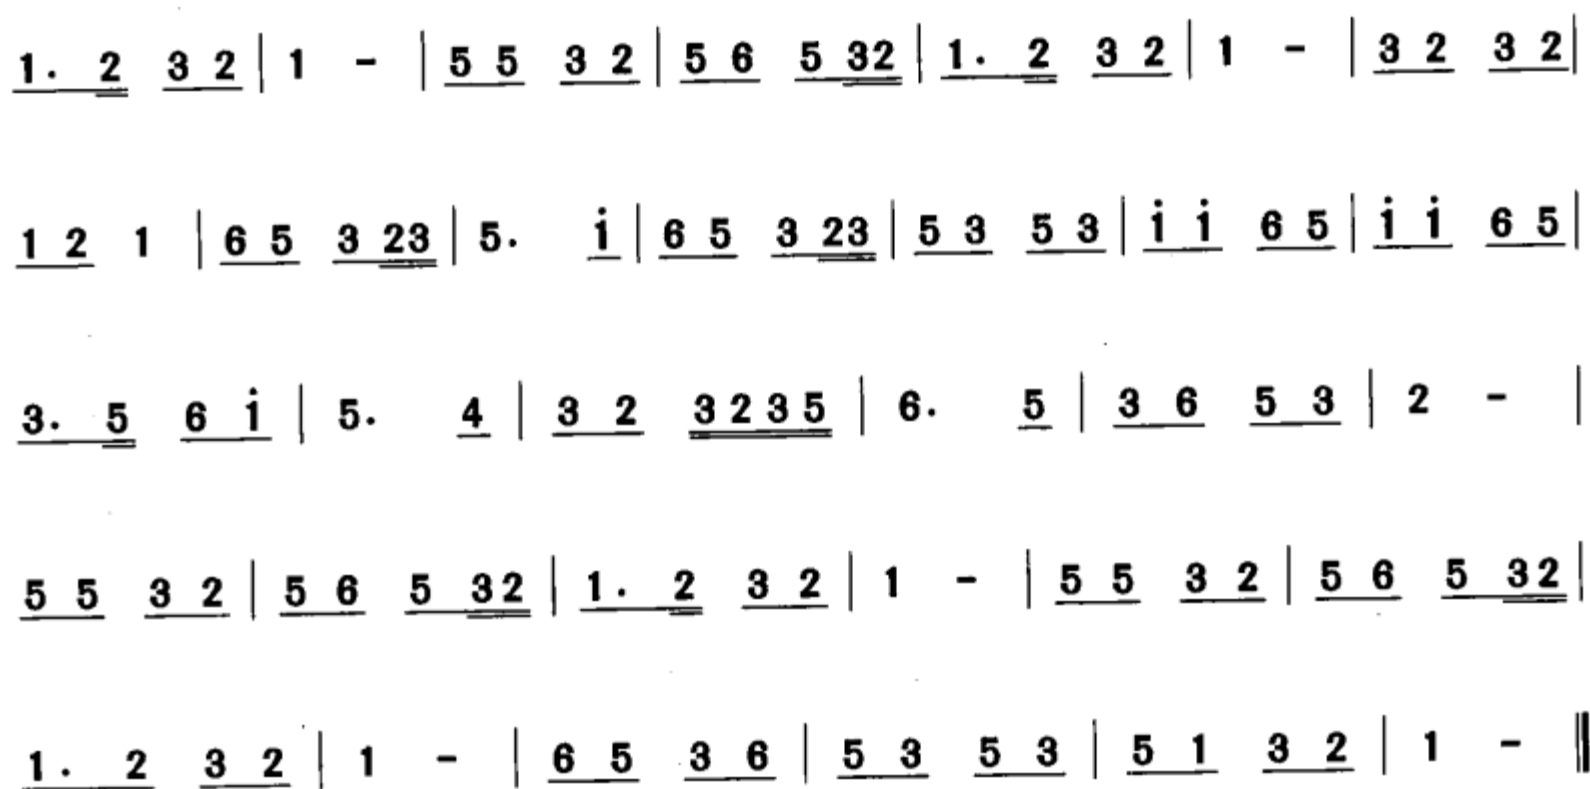 1. 2 3 2 | 1 - | 5 5 3 2 | 5 6 5 32 | 1. 2 3 2 | 1 - | 3 2 3 2 |
1 2 1 | 6 5 3 23 | 5. i | 6 5 3 23 | 5 3 5 3 | i i 6 5 | i i 6 5 |
3. 5 6 i | 5. 4 | 3 2 3 2 3 5 | 6. 5 | 3 6 5 3 | 2 - |
5 5 3 2 | 5 6 5 32 | 1. 2 3 2 | 1 - | 5 5 3 2 | 5 6 5 32 |
1. 2 3 2 | 1 - | 6 5 3 6 | 5 3 5 3 | 5 1 3 2 | 1 - ‖